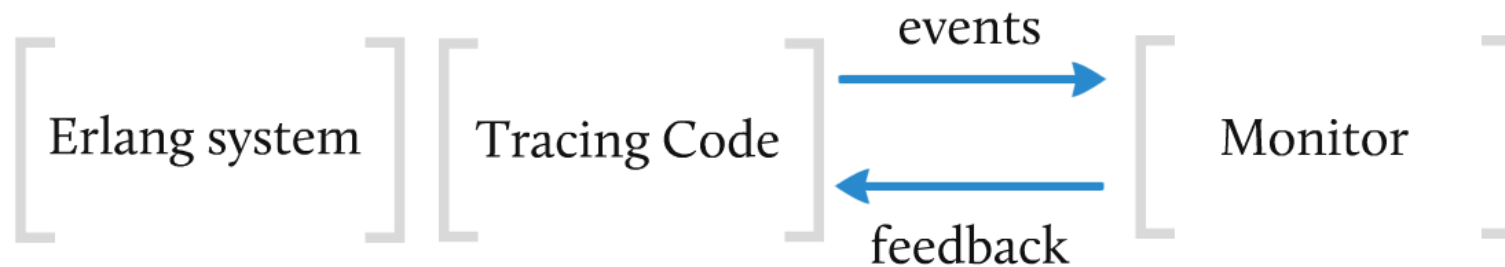 events
Erlang system
Tracing Code
Monitor
feedback